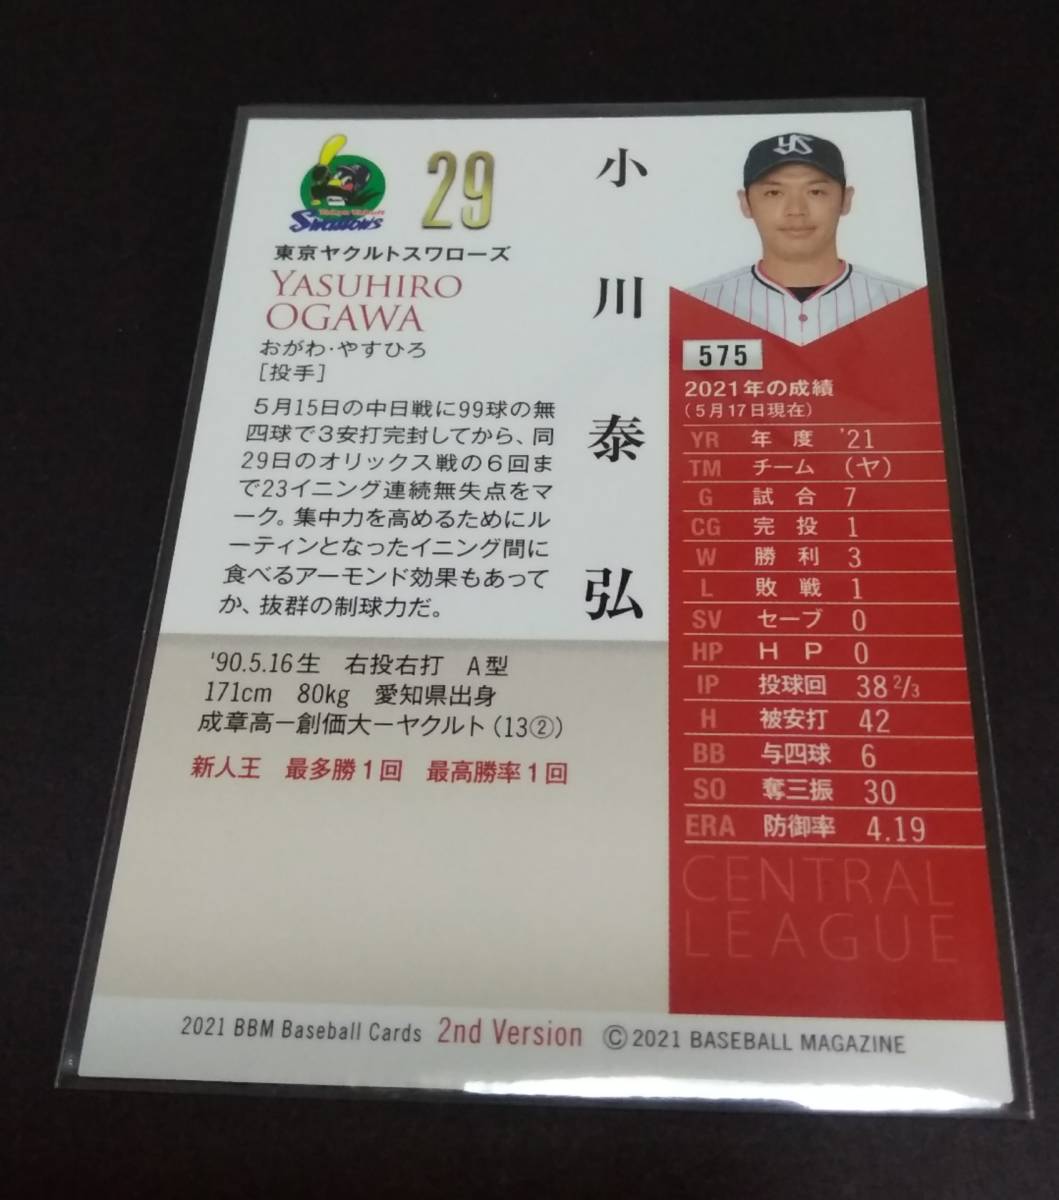 Tokyo Yakult
Swallows
29
東京ヤクルトスワローズ
YASUHIRO
OGAWA
おがわ・やすひろ
[投手]
小川泰弘
5月15日の中日戦に99球の無
四球で3安打完封してから、同
29日のオリックス戦の6回ま
で23イニング連続無失点をマ
ーク。集中力を高めるためにル
ーティンとなったイニング間に
食べるアーモンド効果もあって
か、抜群の制球力だ。
'90.5.16生 右投右打 A型
171cm 80kg 愛知県出身
成章高ー創価大ーヤクルト(13②)
新人王 最多勝1回 最高勝率1回
YS
575
2021年の成績
(5月17日現在)
YR 年度 '21
TM チーム (ヤ)
G 試合 7
CG 完投 1
W 勝利 3
L 敗戦 1
SV セーブ 0
HP HP 0
IP 投球回 38 2/3
H 被安打 42
BB 与四球 6
SO 奪三振 30
ERA 防御率 4.19
CENTRAL
LEAGUE
2021 BBM Baseball Cards 2nd Version Ⓒ2021 BASEBALL MAGAZINE